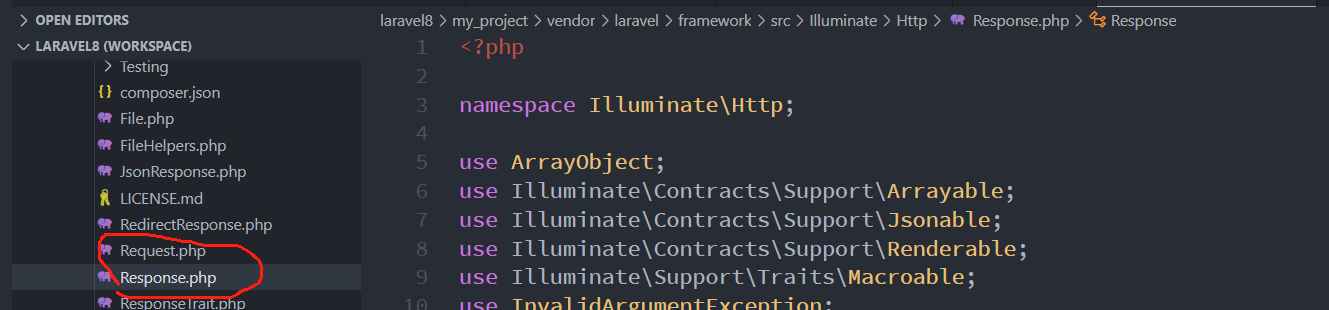 OPEN EDITORS
LARAVEL8 (WORKSPACE)
Testing
{} composer.json
File.php
FileHelpers.php
JsonResponse.php
LICENSE.md
RedirectResponse.php
Request.php
Response.php
ResponseTrait.php
laravel8 > my_project > vendor > laravel > framework > src > Illuminate > Http > Response.php > Response
1 <?php
2
3 namespace Illuminate\Http;
4
5 use ArrayObject;
6 use Illuminate\Contracts\Support\Arrayable;
7 use Illuminate\Contracts\Support\Jsonable;
8 use Illuminate\Contracts\Support\Renderable;
9 use Illuminate\Support\Traits\Macroable;
10 use InvalidArgumentException;